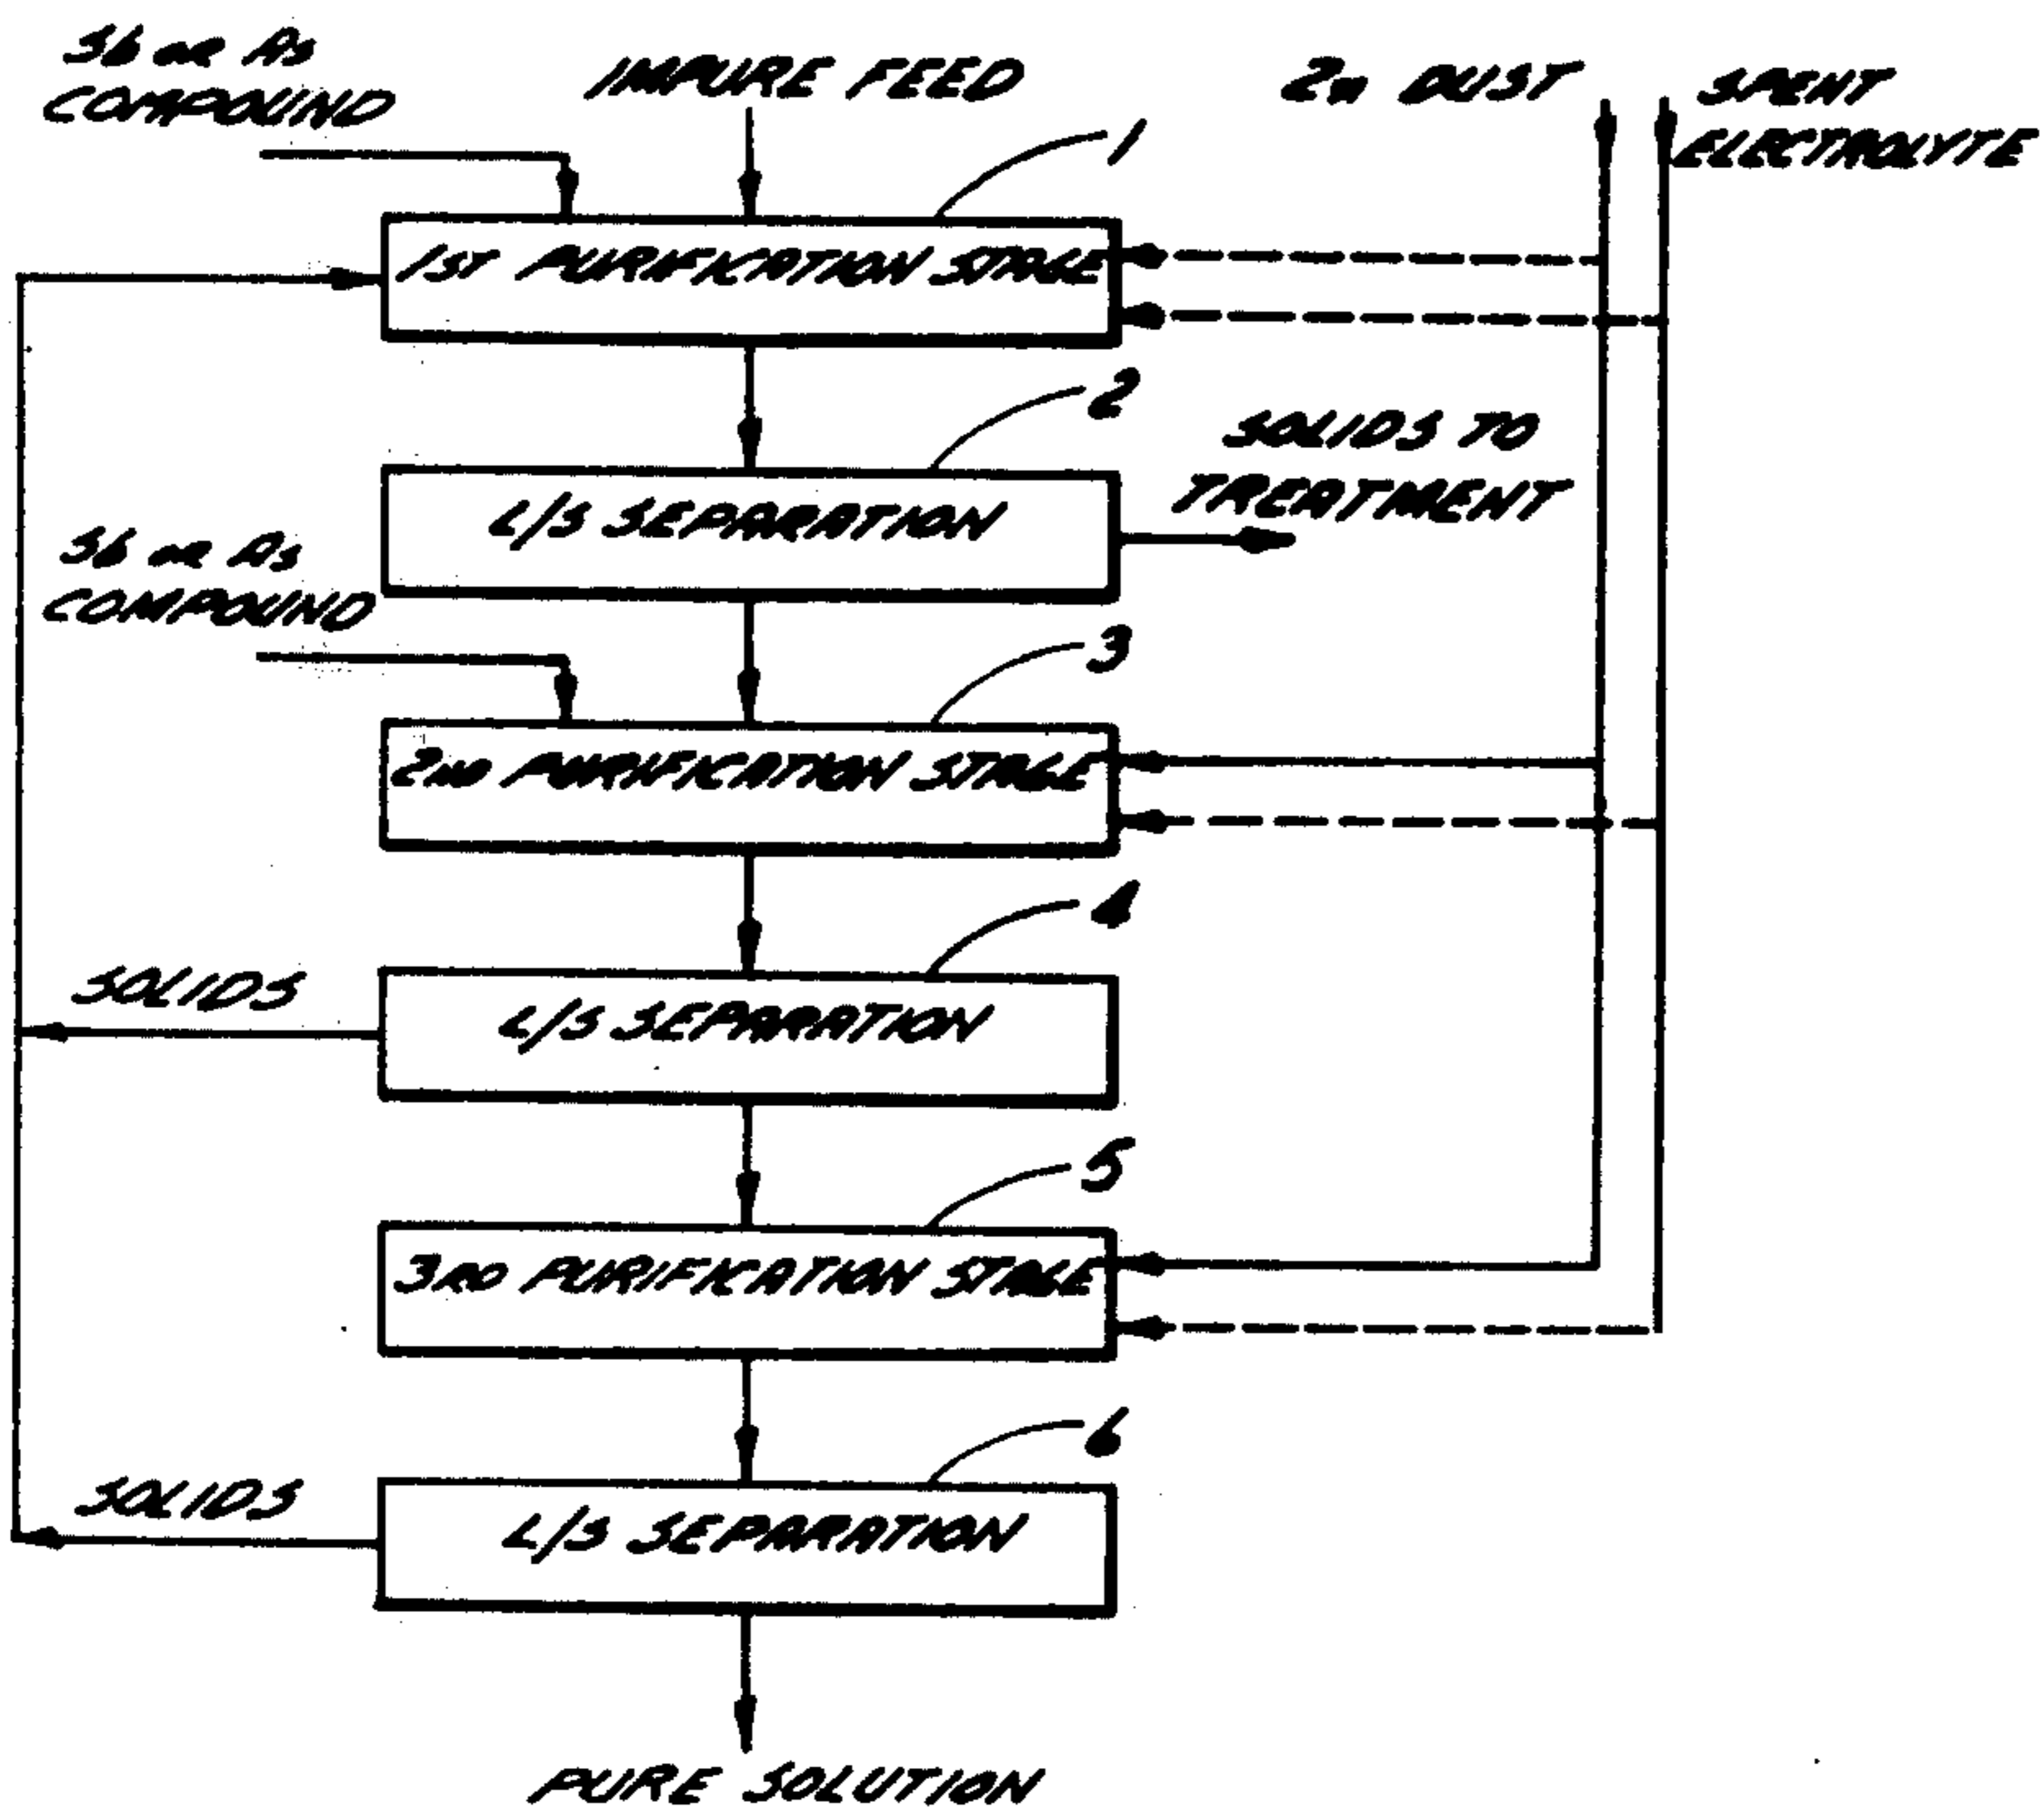 Sb or As
COMPOUND
IMPURE FEED
Zn DUST
SPENT
ELECTROLYTE
1
1ST PURIFICATION STAGE
2
L/S SEPARATION
SOLIDS TO
TREATMENT
Sb or As
COMPOUND
3
2ND PURIFICATION STAGE
4
L/S SEPARATION
SOLIDS
5
3RD PURIFICATION STAGE
6
L/S SEPARATION
SOLIDS
PURE SOLUTION